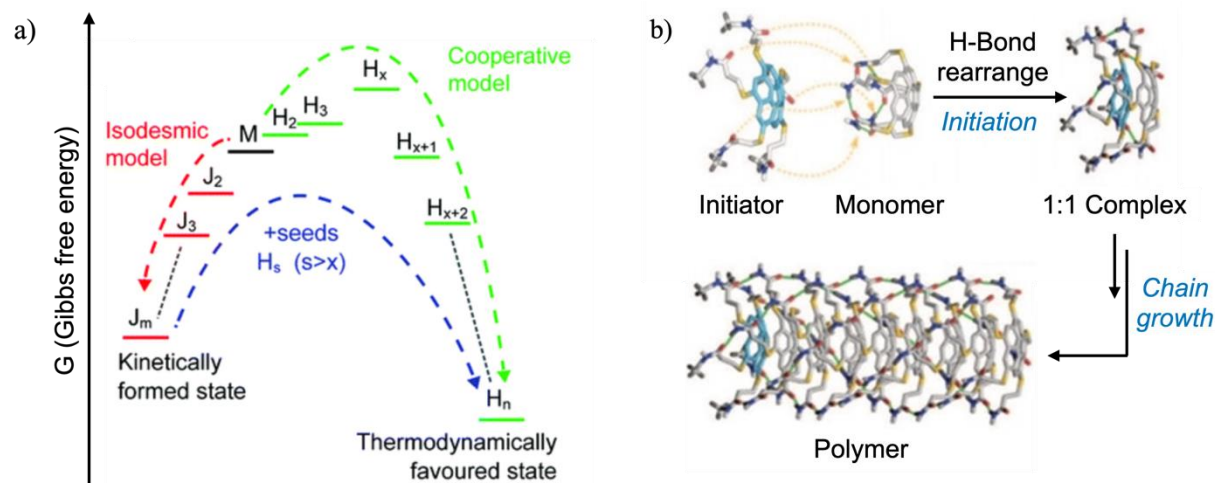 a)
G (Gibbs free energy)
Isodesmic
model
Cooperative
model
M
H₂
H₃
Hₓ
J₂
J₃
Hₓ₊₁
Hₓ₊₂
+seeds
Hₛ (s>x)
Jₘ
Kinetically
formed state
Hₙ
Thermodynamically
favoured state
b)
H-Bond
rearrange
Initiation
Initiator
Monomer
1:1 Complex
Chain
growth
Polymer